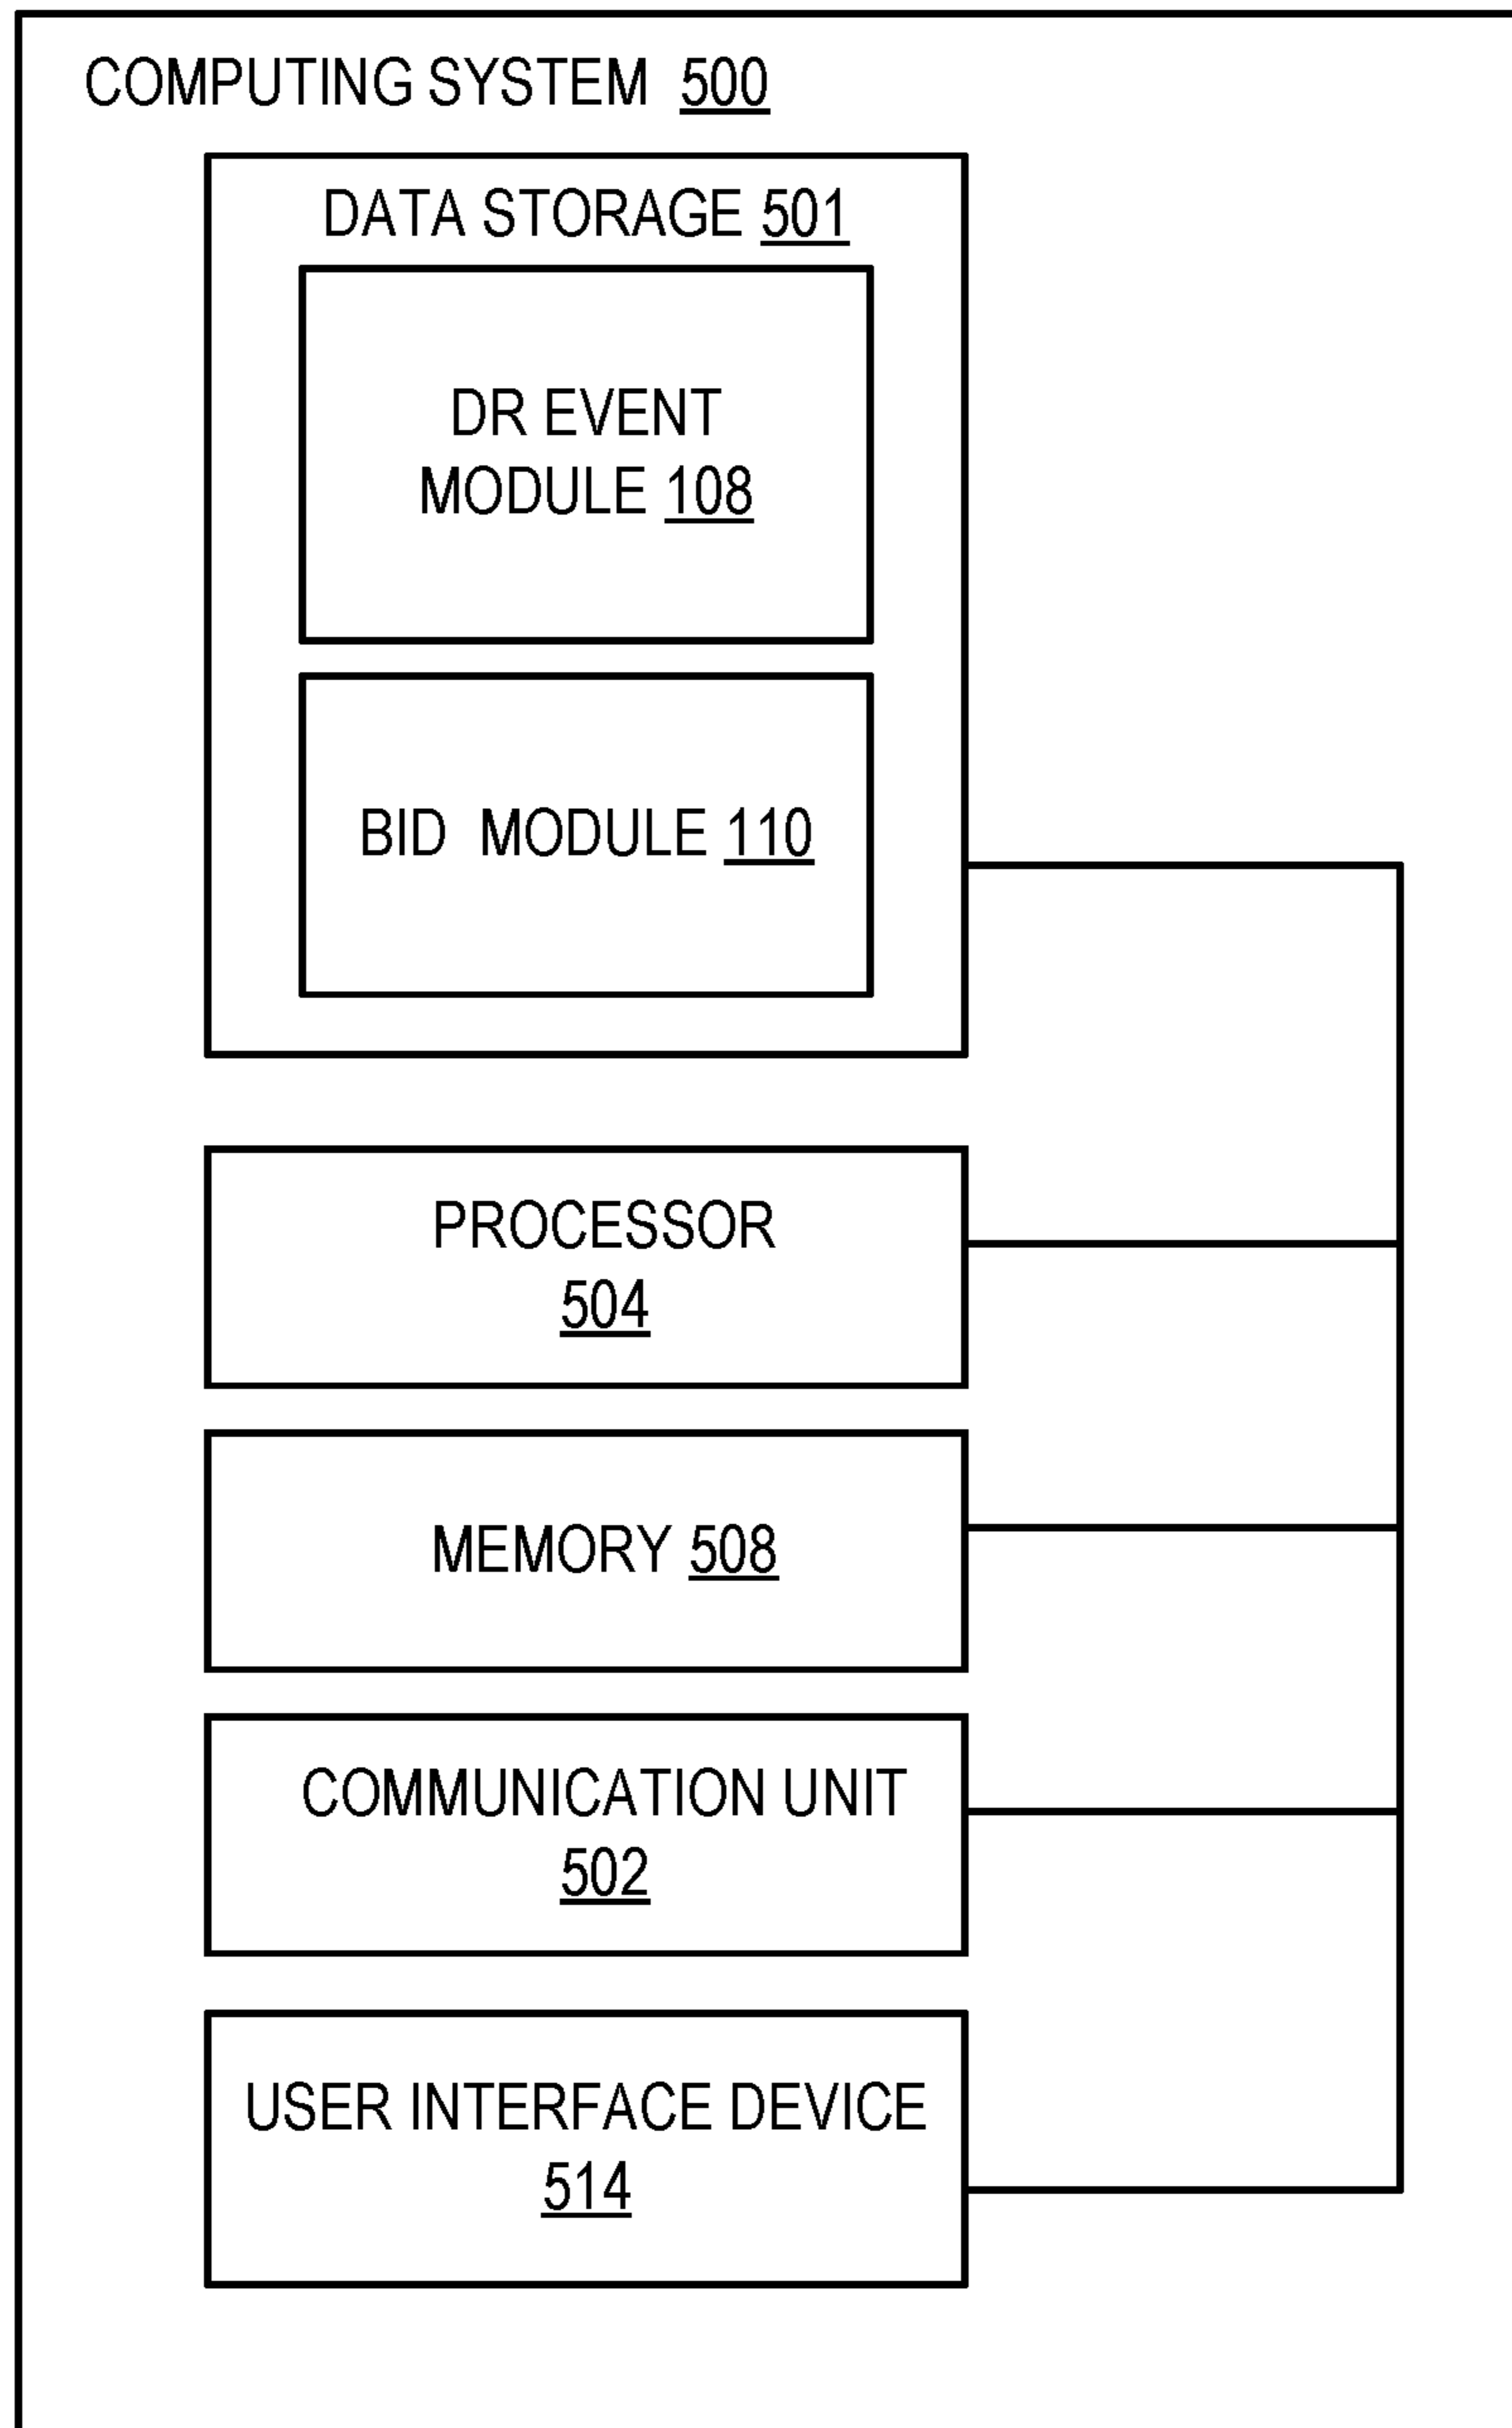 COMPUTING SYSTEM 500
DATA STORAGE 501
DR EVENT
MODULE 108
BID MODULE 110
PROCESSOR
504
MEMORY 508
COMMUNICATION UNIT
502
USER INTERFACE DEVICE
514